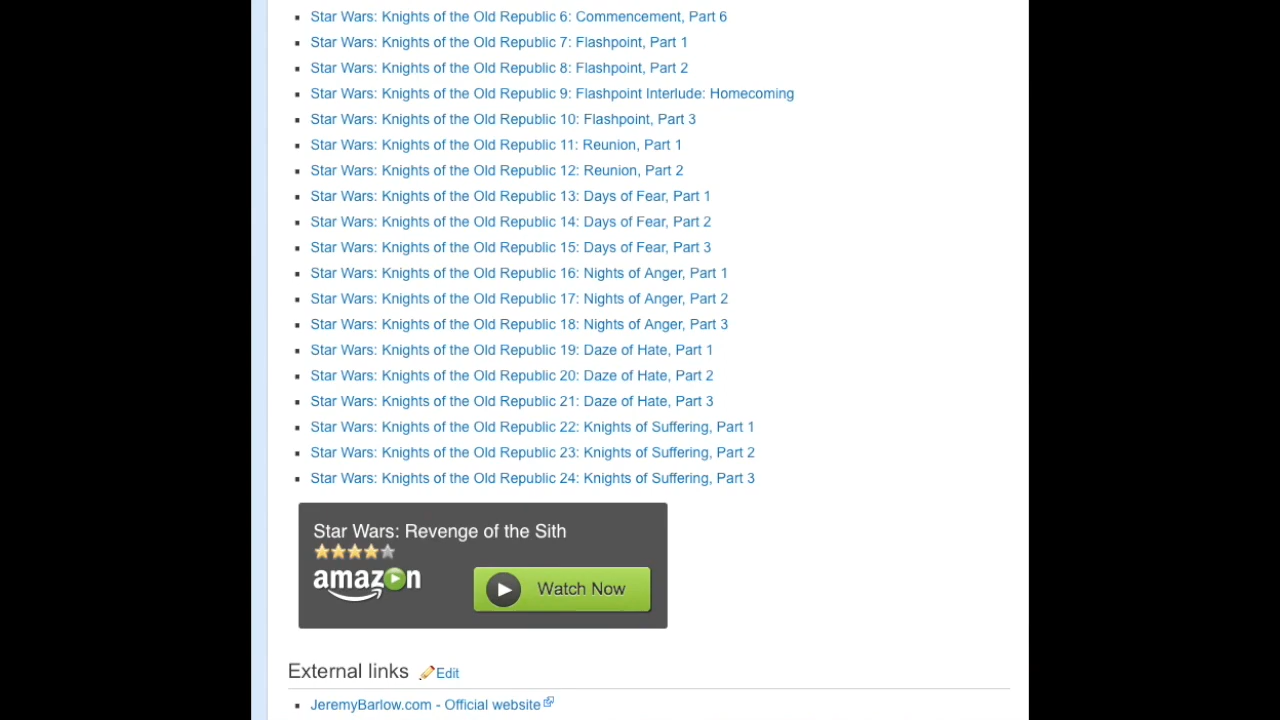 Star Wars: Knights of the Old Republic 6: Commencement, Part 6
Star Wars: Knights of the Old Republic 7: Flashpoint, Part 1
Star Wars: Knights of the Old Republic 8: Flashpoint, Part 2
Star Wars: Knights of the Old Republic 9: Flashpoint Interlude: Homecoming
Star Wars: Knights of the Old Republic 10: Flashpoint, Part 3
Star Wars: Knights of the Old Republic 11: Reunion, Part 1
Star Wars: Knights of the Old Republic 12: Reunion, Part 2
Star Wars: Knights of the Old Republic 13: Days of Fear, Part 1
Star Wars: Knights of the Old Republic 14: Days of Fear, Part 2
Star Wars: Knights of the Old Republic 15: Days of Fear, Part 3
Star Wars: Knights of the Old Republic 16: Nights of Anger, Part 1
Star Wars: Knights of the Old Republic 17: Nights of Anger, Part 2
Star Wars: Knights of the Old Republic 18: Nights of Anger, Part 3
Star Wars: Knights of the Old Republic 19: Daze of Hate, Part 1
Star Wars: Knights of the Old Republic 20: Daze of Hate, Part 2
Star Wars: Knights of the Old Republic 21: Daze of Hate, Part 3
Star Wars: Knights of the Old Republic 22: Knights of Suffering, Part 1
Star Wars: Knights of the Old Republic 23: Knights of Suffering, Part 2
Star Wars: Knights of the Old Republic 24: Knights of Suffering, Part 3
Star Wars: Revenge of the Sith
amazon
Watch Now
External links Edit
JeremyBarlow.com - Official website